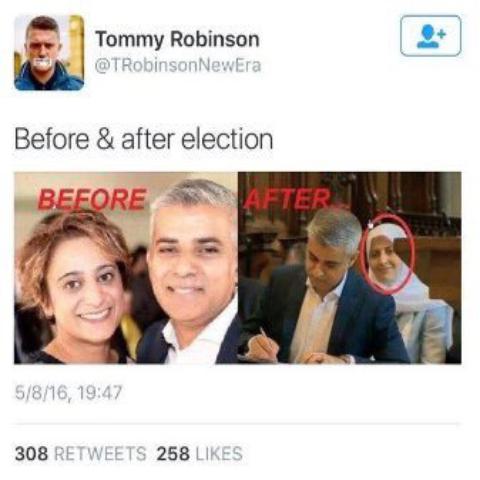 Tommy Robinson
@TRobinsonNewEra
Before & after election
BEFORE AFTER...
5/8/16, 19:47
308 RETWEETS 258 LIKES